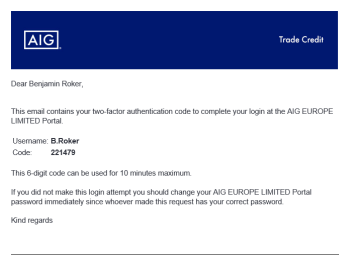 AIG
Trade Credit
Dear Benjamin Roker,
This email contains your two-factor authentication code to complete your login at the AIG EUROPE
LIMITED Portal.
Username: B.Roker
Code: 221479
This 6-digit code can be used for 10 minutes maximum.
If you did not make this login attempt you should change your AIG EUROPE LIMITED Portal
password immediately since whoever made this request has your correct password.
Kind regards